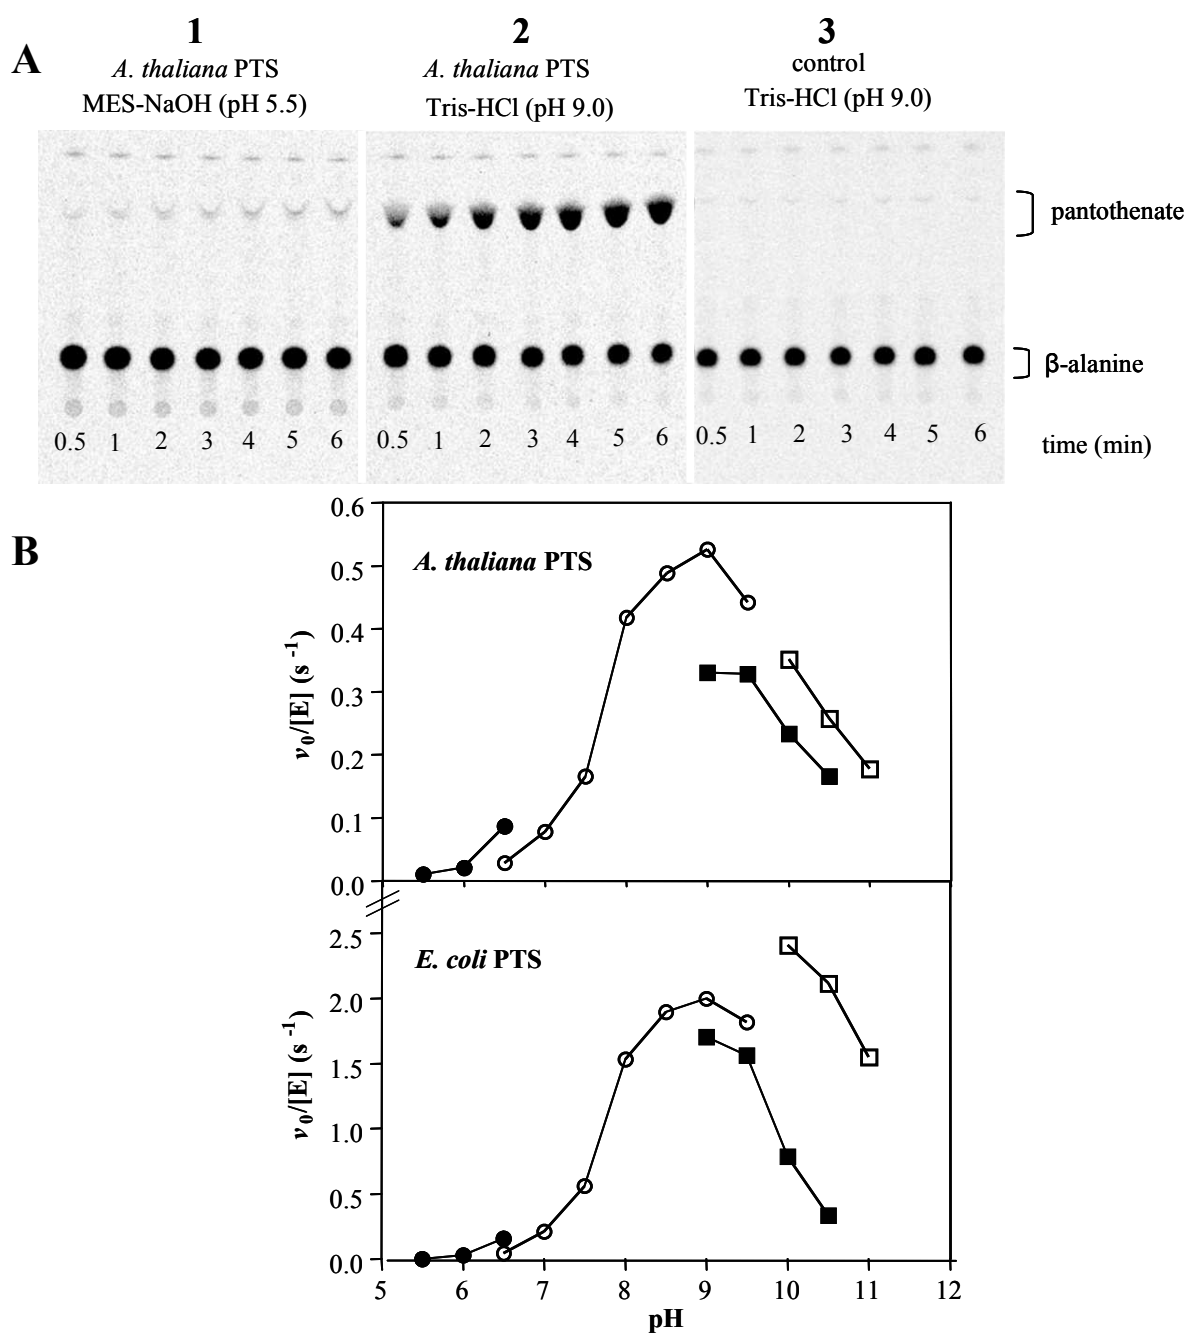 A
1
A. thaliana PTS
MES-NaOH (pH 5.5)
2
A. thaliana PTS
Tris-HCl (pH 9.0)
3
control
Tris-HCl (pH 9.0)
pantothenate
β-alanine
0.5 1 2 3 4 5 6
0.5 1 2 3 4 5 6
0.5 1 2 3 4 5 6
time (min)
B
A. thaliana PTS
v0/[E] (s -1)
0.6
0.5
0.4
0.3
0.2
0.1
0.0
E. coli PTS
v0/[E] (s -1)
2.5
2.0
1.5
1.0
0.5
0.0
5 6 7 8 9 10 11 12
pH